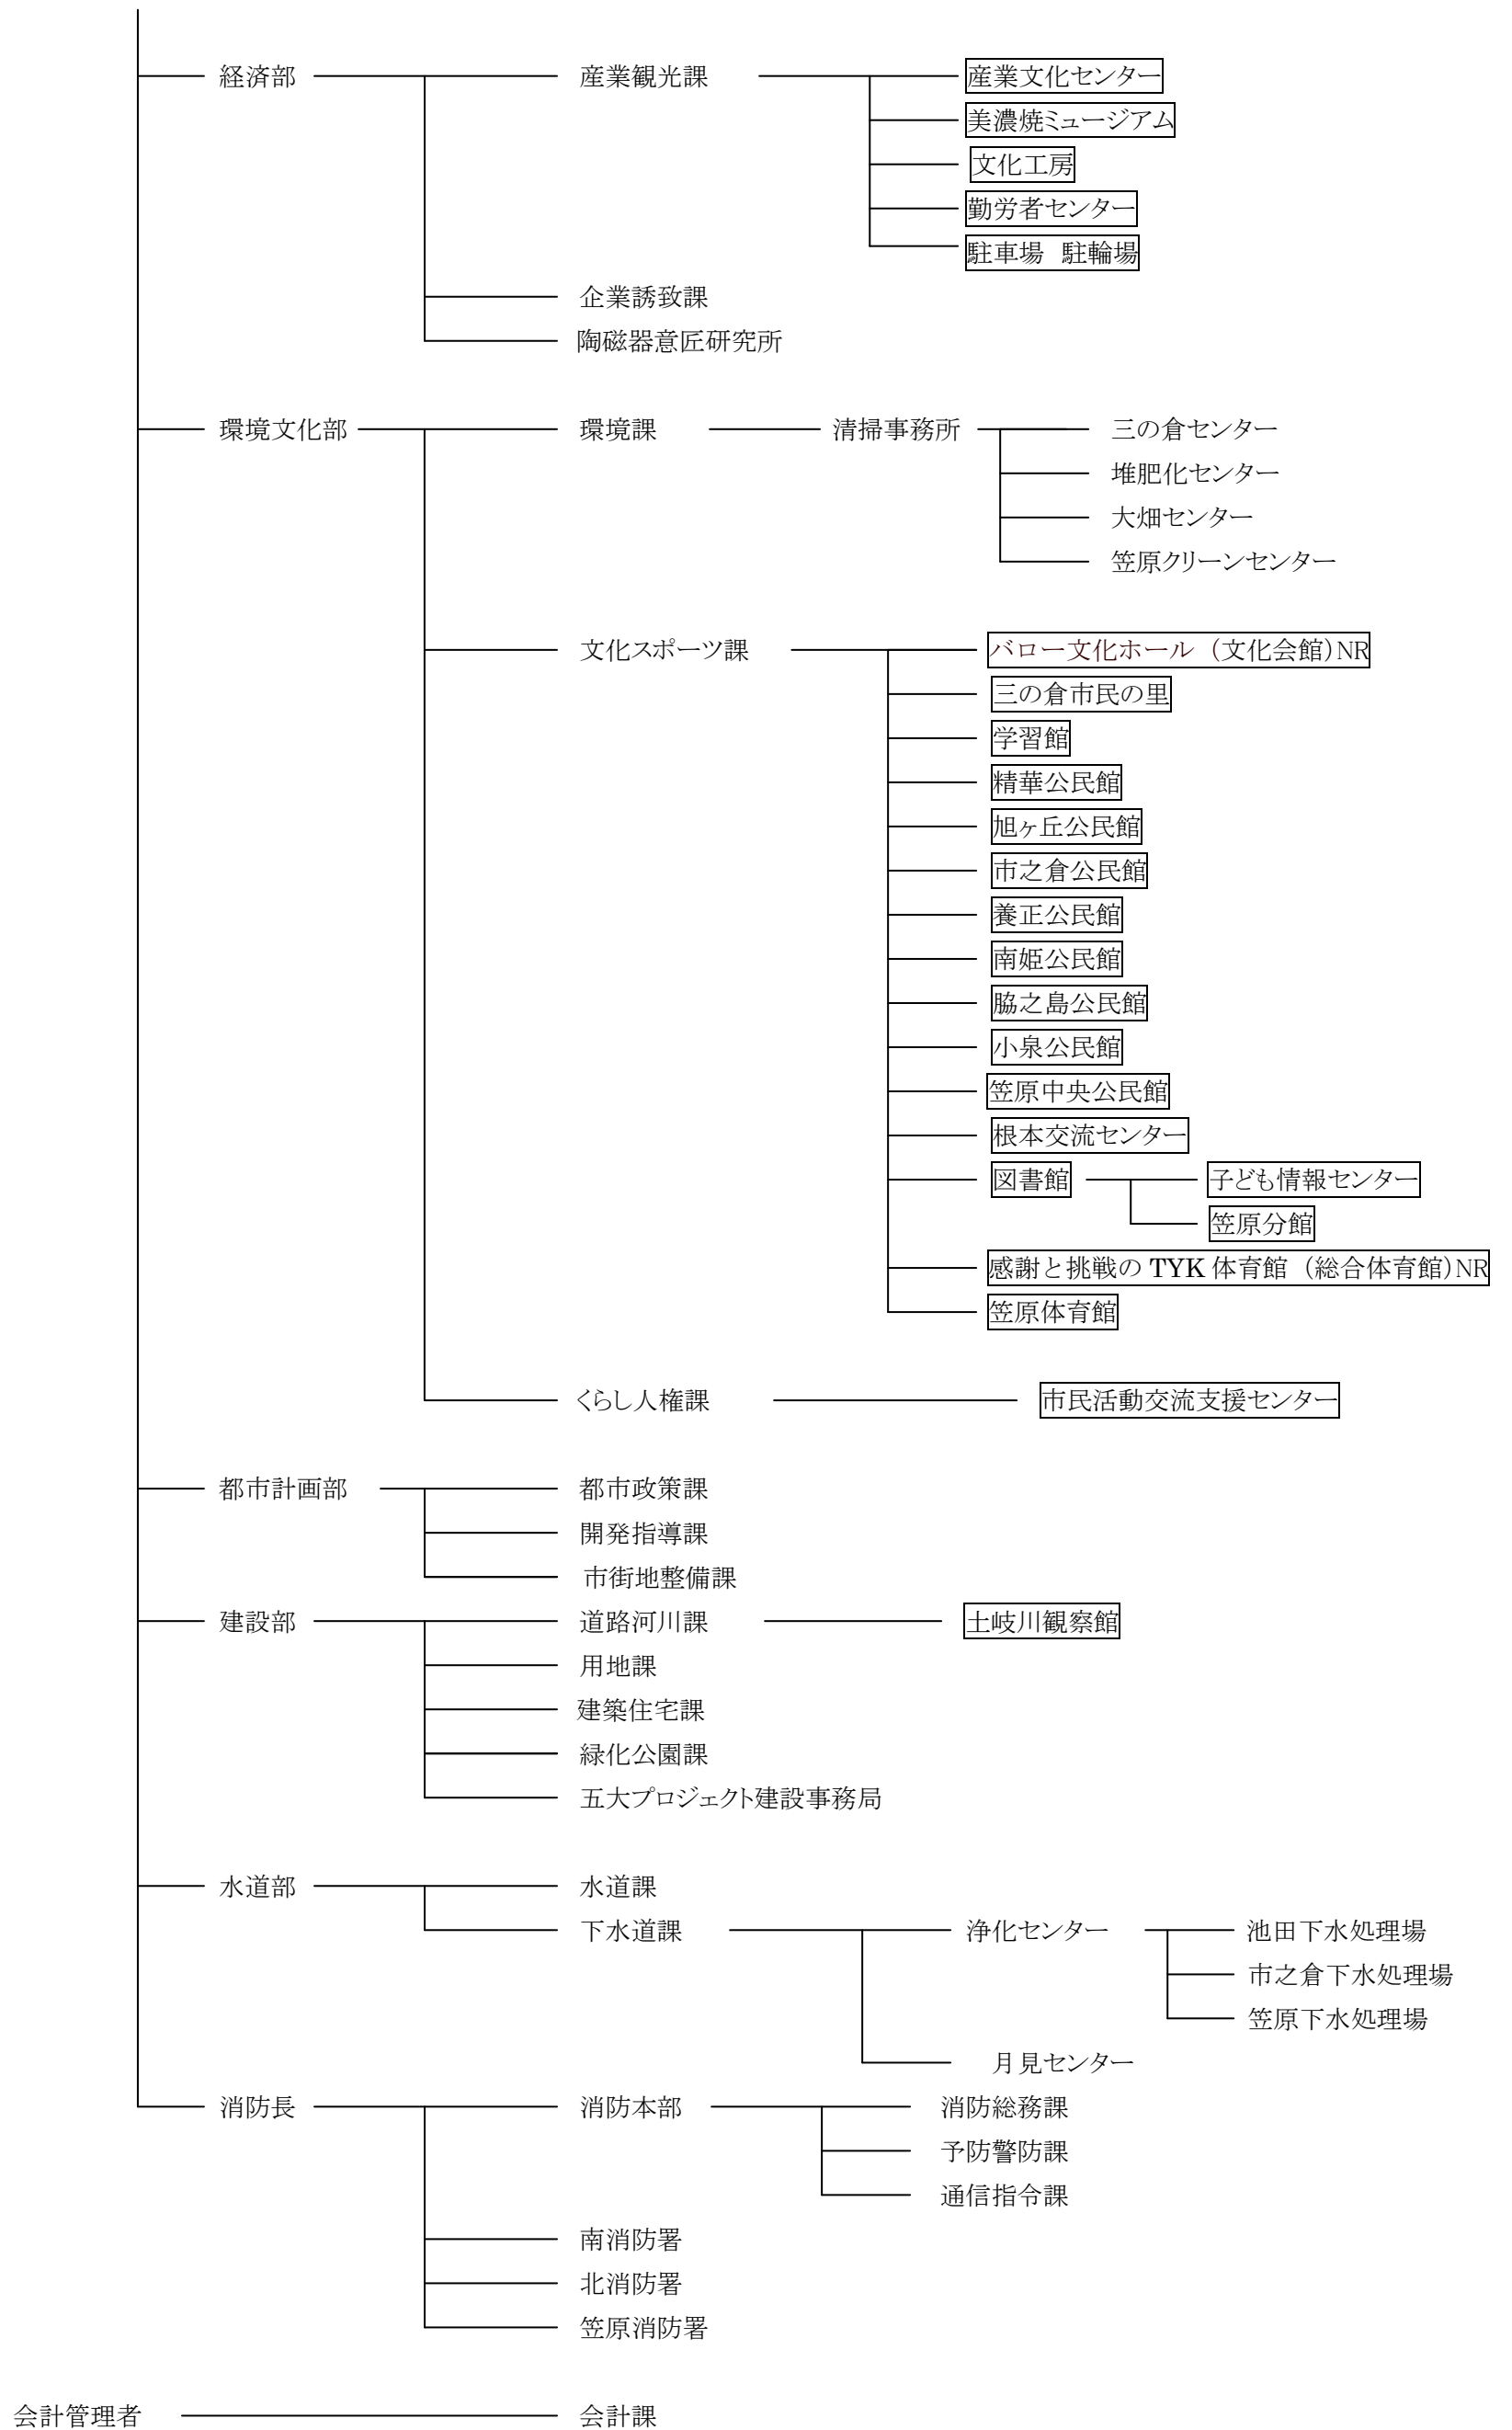 経済部 産業観光課 産業文化センター
美濃焼ミュージアム
文化工房
勤労者センター
駐車場 駐輪場
企業誘致課
陶磁器意匠研究所
環境文化部 環境課 清掃事務所 三の倉センター
堆肥化センター
大畑センター
笠原クリーンセンター
文化スポーツ課 バロー文化ホール（文化会館）NR
三の倉市民の里
学習館
精華公民館
旭ヶ丘公民館
市之倉公民館
養正公民館
南姫公民館
脇之島公民館
小泉公民館
笠原中央公民館
根本交流センター
図書館 子ども情報センター
笠原分館
感謝と挑戦の TYK 体育館（総合体育館）NR
笠原体育館
くらし人権課 市民活動交流支援センター
都市計画部 都市政策課
開発指導課
市街地整備課
建設部 道路河川課 土岐川観察館
用地課
建築住宅課
緑化公園課
五大プロジェクト建設事務局
水道部 水道課
下水道課 浄化センター 池田下水処理場
市之倉下水処理場
笠原下水処理場
月見センター
消防長 消防本部 消防総務課
予防警防課
通信指令課
南消防署
北消防署
笠原消防署
会計管理者 会計課